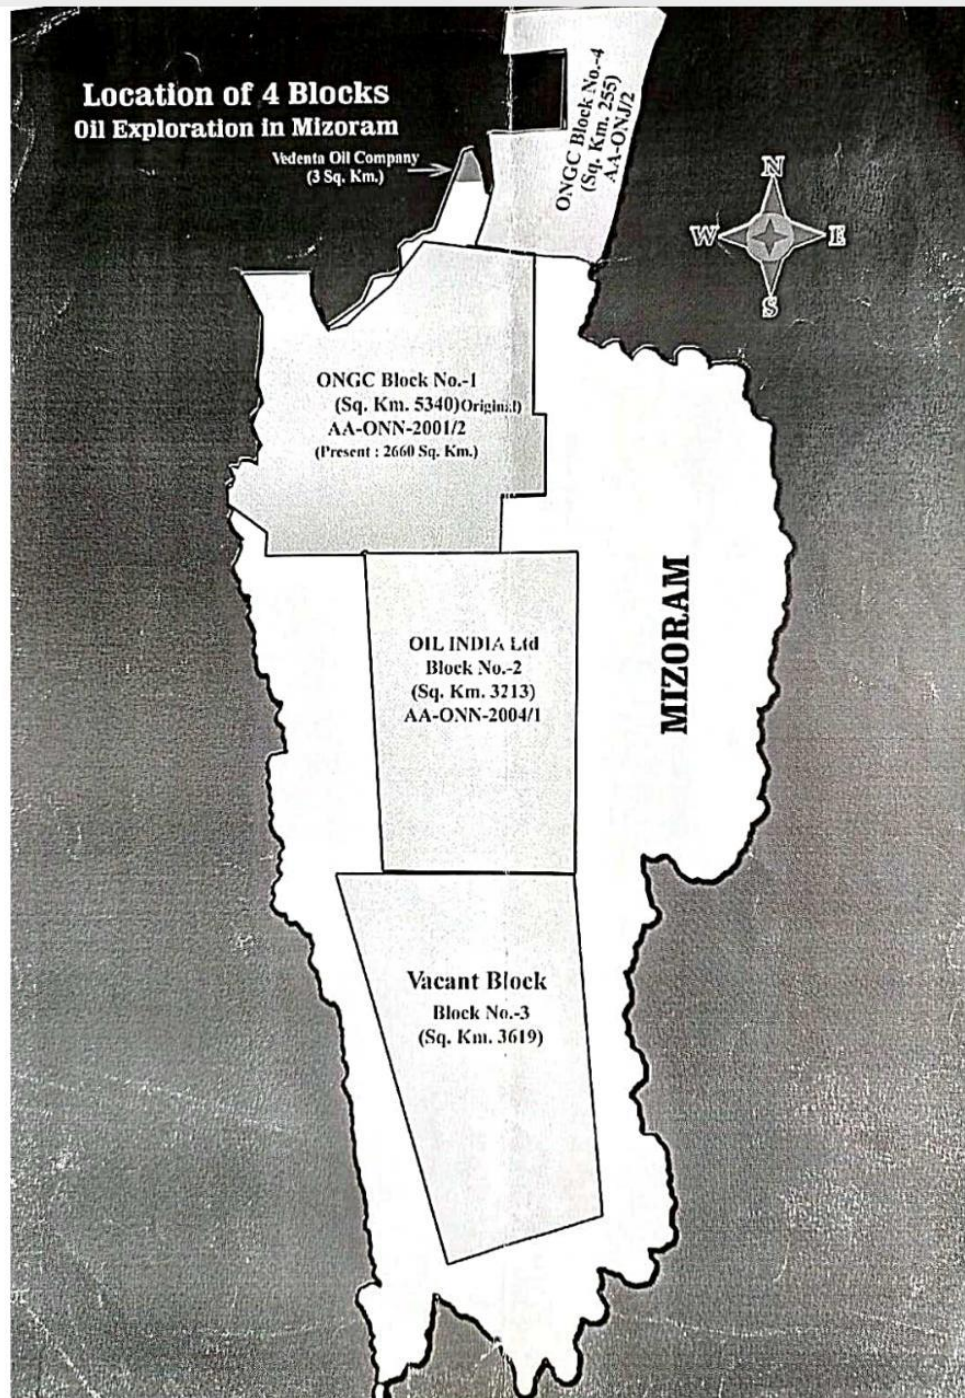 Location of 4 Blocks
Oil Exploration in Mizoram
Vedenta Oil Company
(3 Sq. Km.)
ONGC Block No.-4
(Sq. Km. 255)
AA-ONJ/2
N
W E
S
ONGC Block No.-1
(Sq. Km. 5340)Original)
AA-ONN-2001/2
(Present : 2660 Sq. Km.)
MIZORAM
OIL INDIA Ltd
Block No.-2
(Sq. Km. 3213)
AA-ONN-2004/1
Vacant Block
Block No.-3
(Sq. Km. 3619)